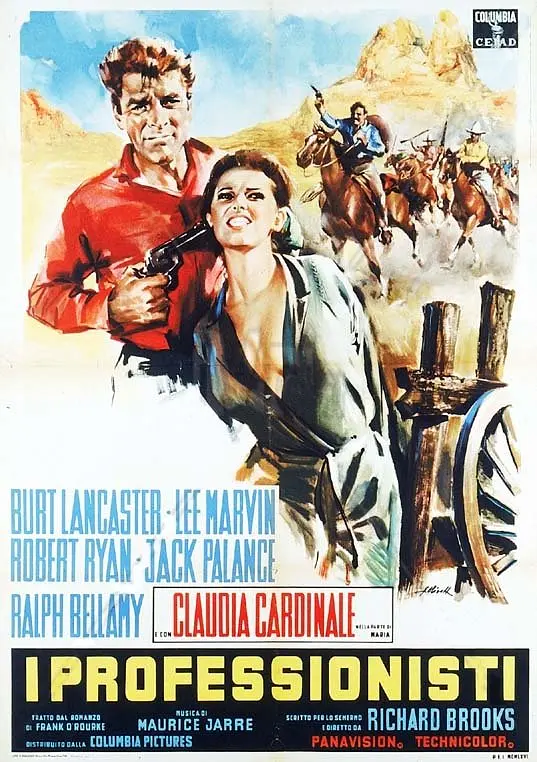 COLUMBIA
C.E.I.A.D.
BURT LANCASTER · LEE MARVIN
ROBERT RYAN · JACK PALANCE
RALPH BELLAMY
E CON CLAUDIA CARDINALE NELLA PARTE DI MARIA
I PROFESSIONISTI
TRATTO DAL ROMANZO
DI FRANK O'ROURKE
MUSICA DI
MAURICE JARRE
SCRITTO PER LO SCHERMO
E DIRETTO DA RICHARD BROOKS
DISTRIBUITO DALLA COLUMBIA PICTURES
PANAVISION® TECHNICOLOR®
P.E.I. MCMLXVI